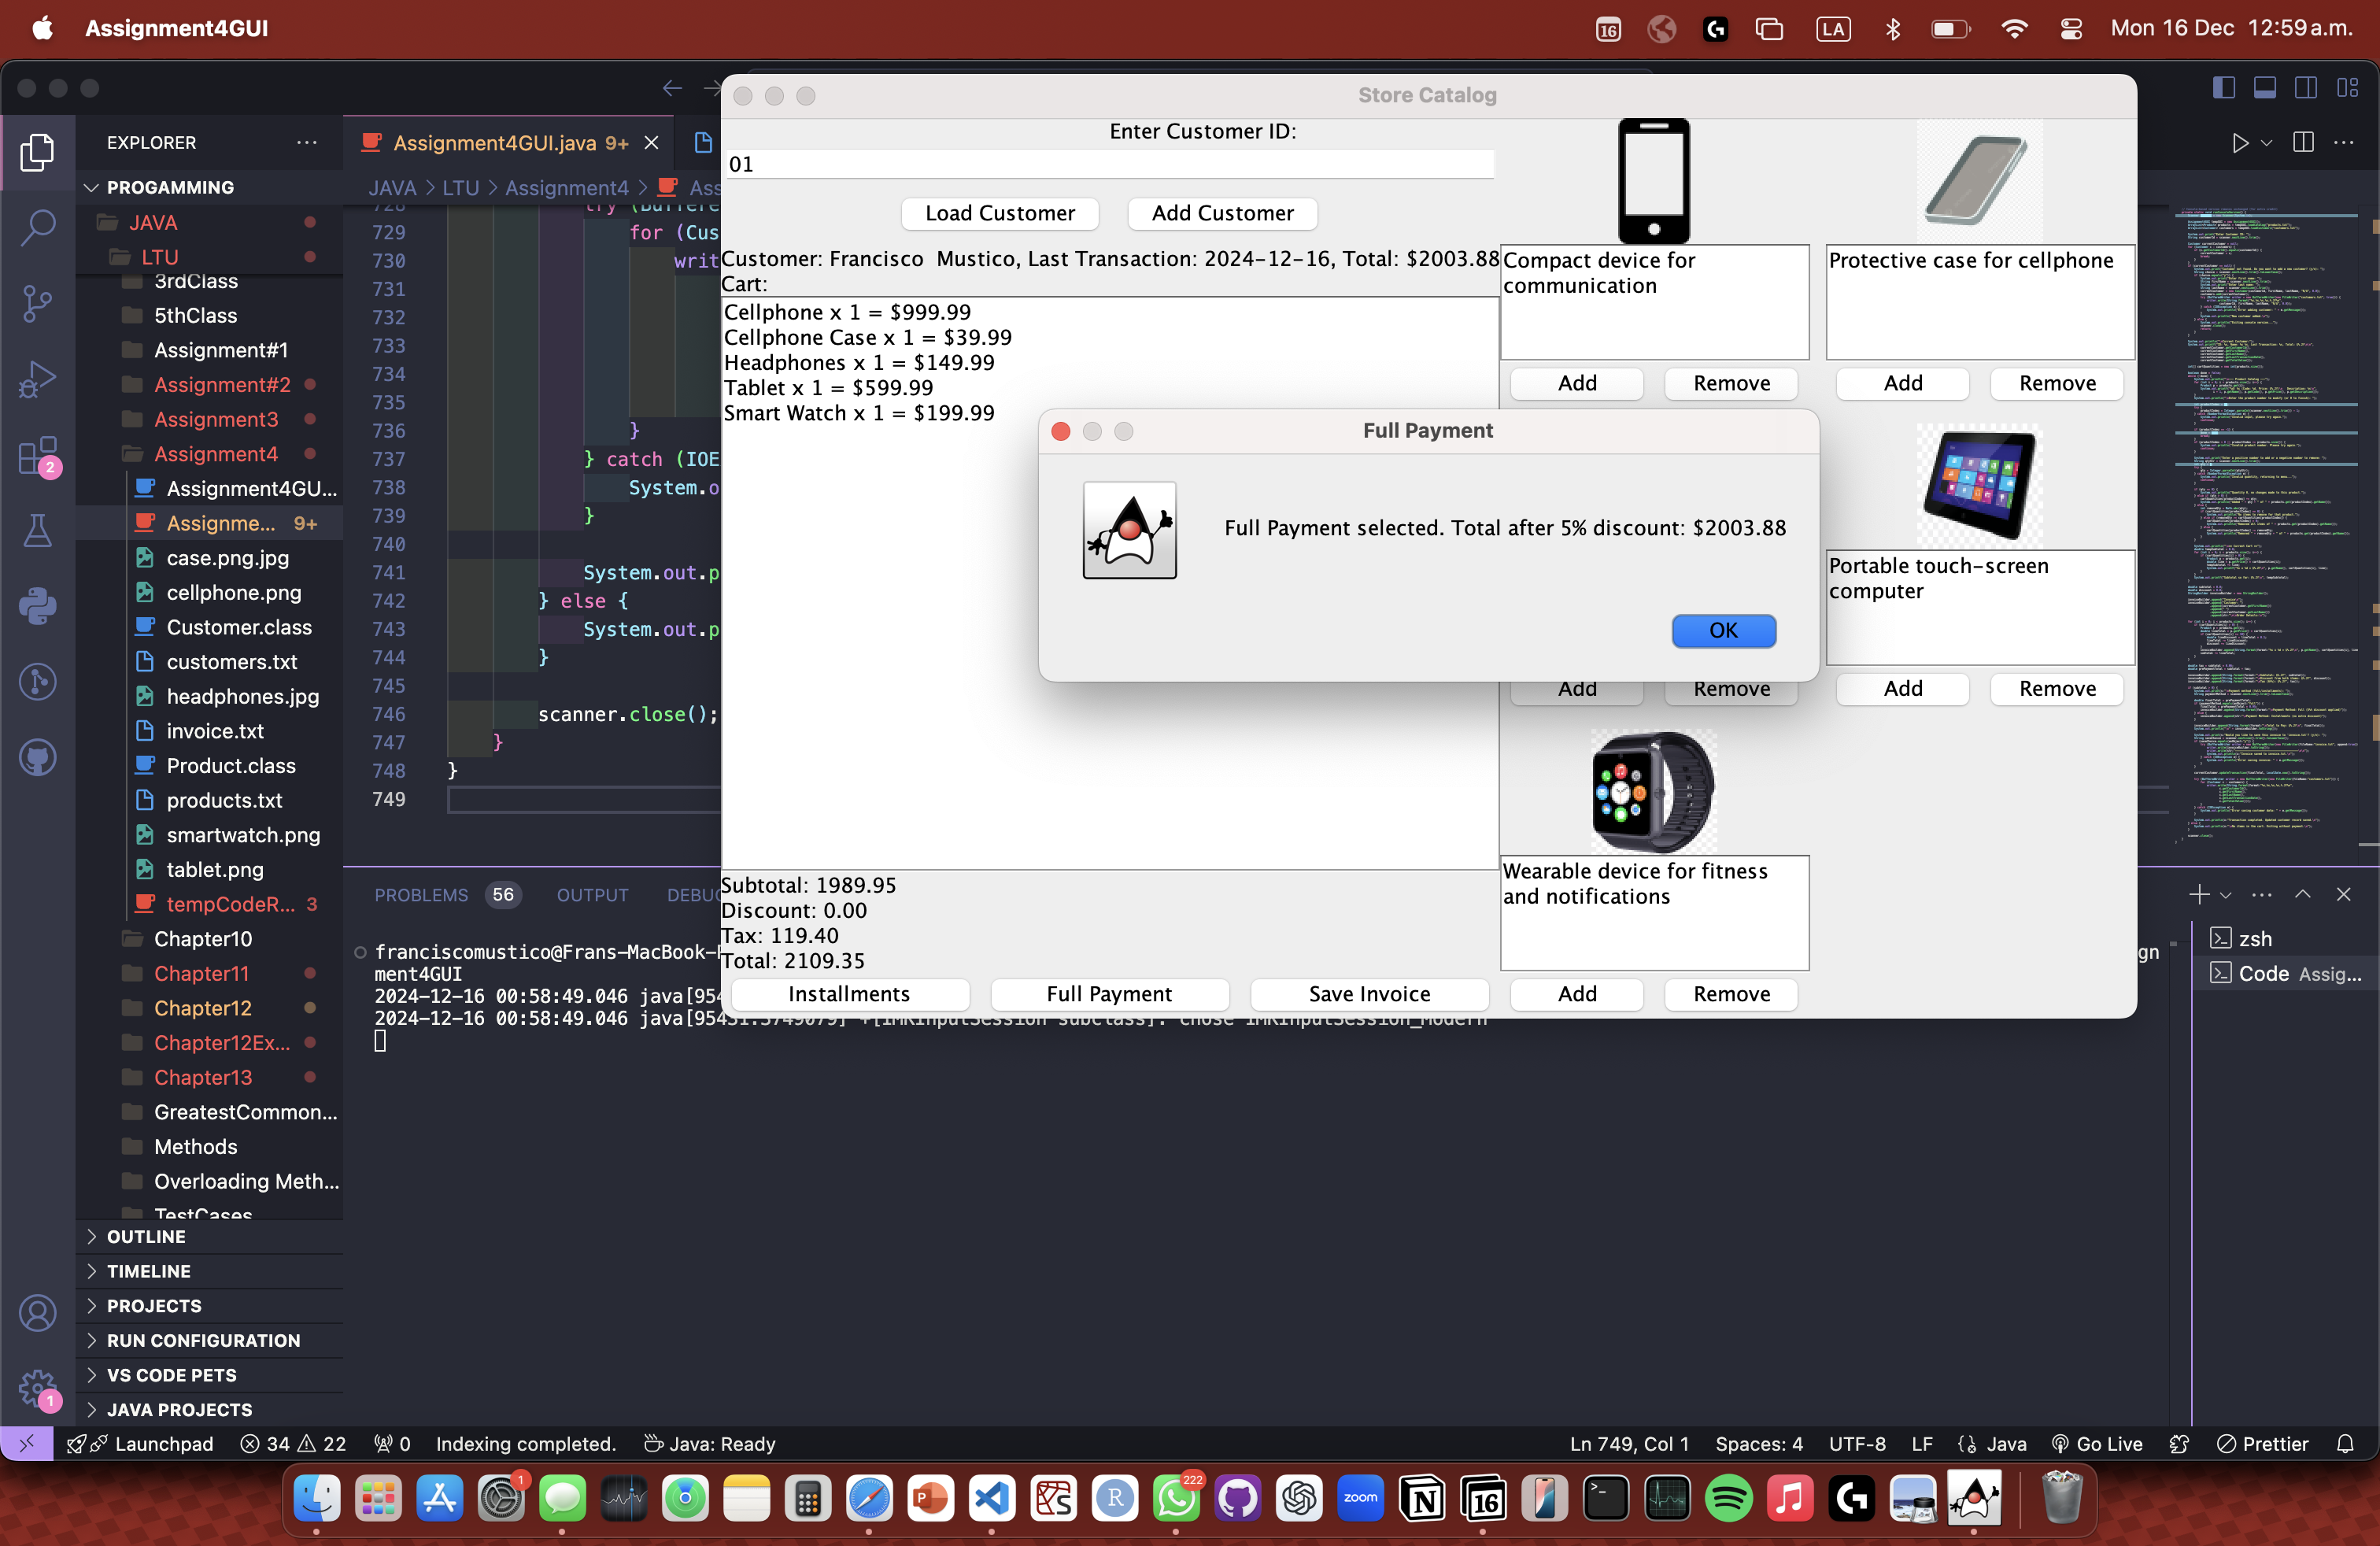 Assignment4GUI
16
LA
Mon 16 Dec 12:59 a.m.
EXPLORER
PROGAMMING
JAVA
LTU
3rdClass
5thClass
Assignment#1
Assignment#2
Assignment3
Assignment4
Assignment4GU...
Assignme... 9+
case.png.jpg
cellphone.png
Customer.class
customers.txt
headphones.jpg
invoice.txt
Product.class
products.txt
smartwatch.png
tablet.png
tempCodeR... 3
Chapter10
Chapter11
Chapter12
Chapter12Ex...
Chapter13
GreatestCommon...
Methods
Overloading Meth...
TestCases
OUTLINE
TIMELINE
PROJECTS
RUN CONFIGURATION
VS CODE PETS
JAVA PROJECTS
2
1
Assignment4GUI.java 9+
JAVA > LTU > Assignment4 > Ass
728 try (Buffere
729 for (Cus
730 writ
731
732
733
734
735
736 }
737 } catch (IOE
738 System.o
739 }
740
741 System.out.p
742 } else {
743 System.out.p
744 }
745
746 scanner.close();
747 }
748 }
749
PROBLEMS 56 OUTPUT DEBUG
franciscomustico@Frans-MacBook-P
gn
ment4GUI
2024-12-16 00:58:49.046 java[954
2024-12-16 00:58:49.046 java[95431:3749079] +[IMKInputSession subclass]: chose IMKInputSession_Modern
zsh
Code Assig...
Store Catalog
Enter Customer ID:
01
Load Customer
Add Customer
Customer: Francisco Mustico, Last Transaction: 2024-12-16, Total: $2003.88
Cart:
Cellphone x 1 = $999.99
Cellphone Case x 1 = $39.99
Headphones x 1 = $149.99
Tablet x 1 = $599.99
Smart Watch x 1 = $199.99
Subtotal: 1989.95
Discount: 0.00
Tax: 119.40
Total: 2109.35
Installments
Full Payment
Save Invoice
Compact device for
communication
Add
Remove
Protective case for cellphone
Add
Remove
Add
Remove
Portable touch-screen
computer
Add
Remove
Wearable device for fitness
and notifications
Add
Remove
Full Payment
Full Payment selected. Total after 5% discount: $2003.88
OK
Launchpad
34 22
0
Indexing completed.
Java: Ready
Ln 749, Col 1
Spaces: 4
UTF-8
LF
Java
Go Live
Prettier
1
222
zoom
16